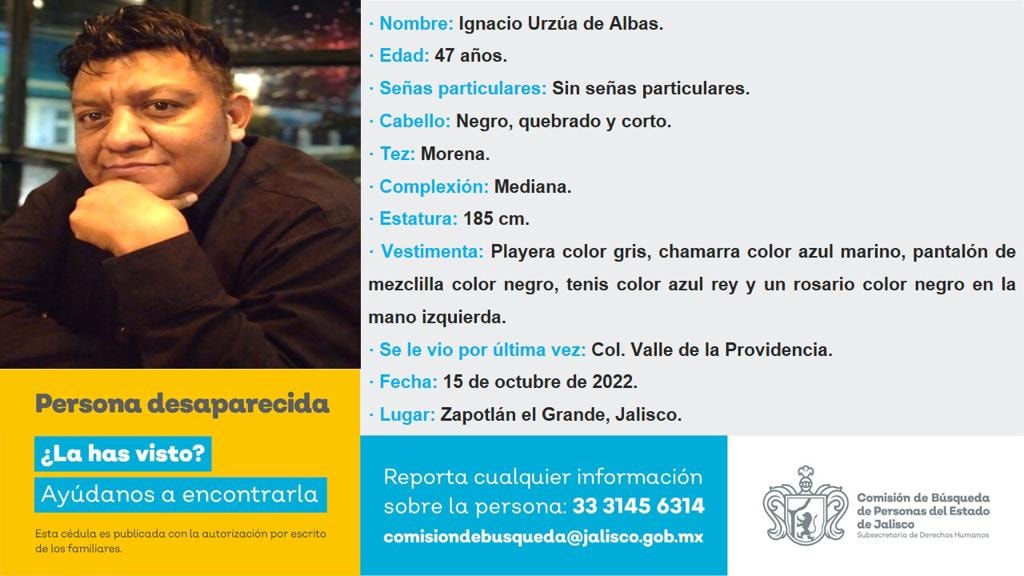 · Nombre: Ignacio Urzúa de Albas.
· Edad: 47 años.
· Señas particulares: Sin señas particulares.
· Cabello: Negro, quebrado y corto.
· Tez: Morena.
· Complexión: Mediana.
· Estatura: 185 cm.
· Vestimenta: Playera color gris, chamarra color azul marino, pantalón de
mezclilla color negro, tenis color azul rey y un rosario color negro en la
mano izquierda.
· Se le vio por última vez: Col. Valle de la Providencia.
· Fecha: 15 de octubre de 2022.
· Lugar: Zapotlán el Grande, Jalisco.
Persona desaparecida
¿La has visto?
Ayúdanos a encontrarla
Esta cédula es publicada con la autorización por escrito
de los familiares.
Reporta cualquier información
sobre la persona: 33 3145 6314
comisiondebusqueda@jalisco.gob.mx
Comisión de Búsqueda
de Personas del Estado
de Jalisco
Subsecretaría de Derechos Humanos